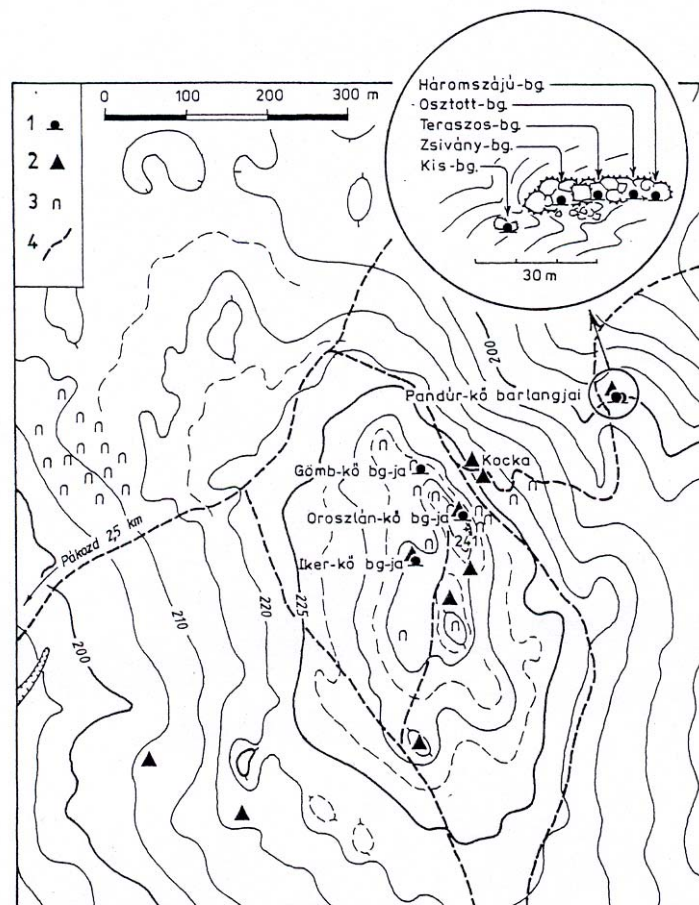 Háromszájú-bg.
Osztott-bg.
Teraszos-bg.
Zsivány-bg.
Kis-bg.
30 m
0 100 200 300 m
1
2
3
4
200
Pandúr-kő barlangjai
Kocka
Gömb-kő bg-ja
Oroszlán-kő bg-ja
241
Iker-kő bg-ja
Pákozd 2,5 km
225
220
210
200